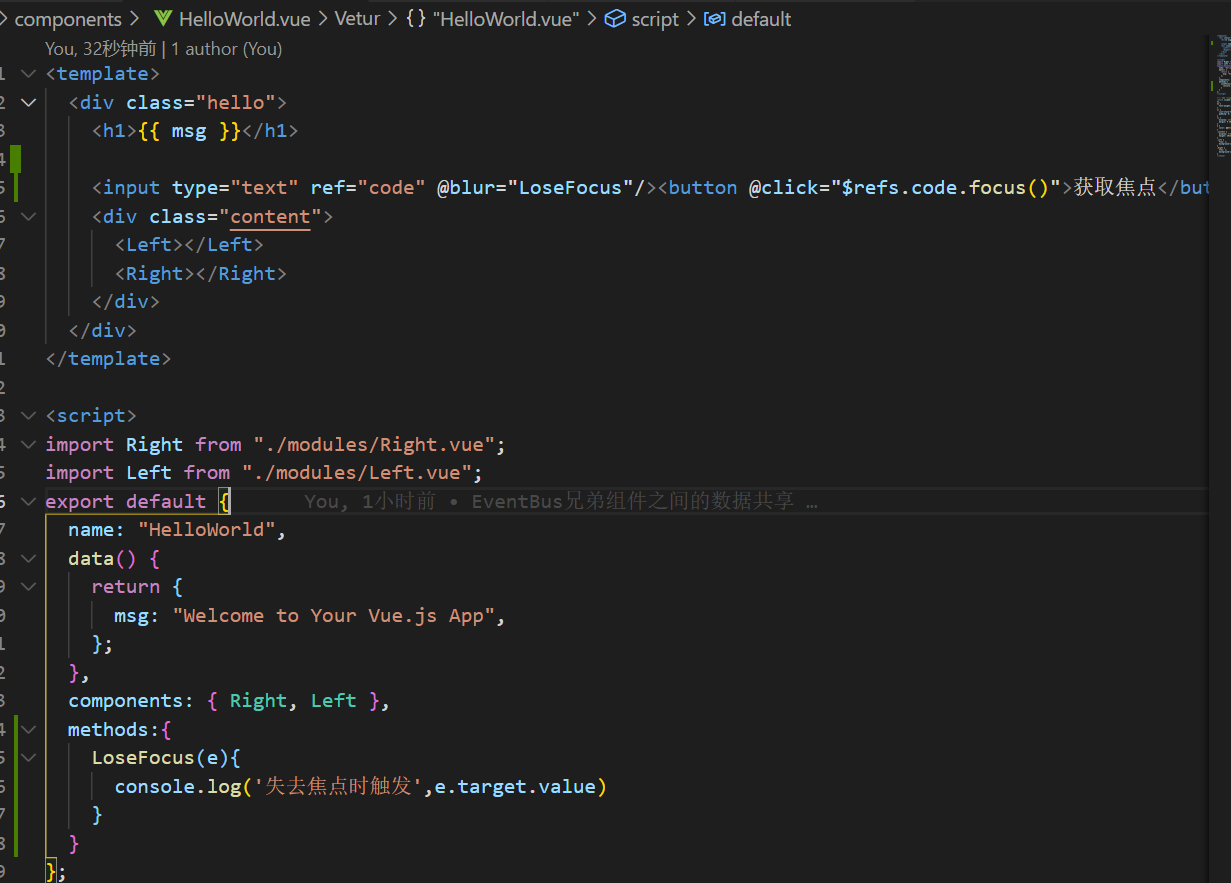 components > HelloWorld.vue > Vetur > {} "HelloWorld.vue" > script > default
You, 32秒钟前 | 1 author (You)
1 <template>
2   <div class="hello">
3     <h1>{{ msg }}</h1>
4
5     <input type="text" ref="code" @blur="LoseFocus"/><button @click="$refs.code.focus()">获取焦点</but
6     <div class="content">
7       <Left></Left>
8       <Right></Right>
9     </div>
0   </div>
1 </template>
2
3 <script>
4 import Right from "./modules/Right.vue";
5 import Left from "./modules/Left.vue";
6 export default {       You, 1小时前 • EventBus兄弟组件之间的数据共享 …
7   name: "HelloWorld",
8   data() {
9     return {
0       msg: "Welcome to Your Vue.js App",
1     };
2   },
3   components: { Right, Left },
4   methods:{
5     LoseFocus(e){
6       console.log('失去焦点时触发',e.target.value)
7     }
8   }
9 };